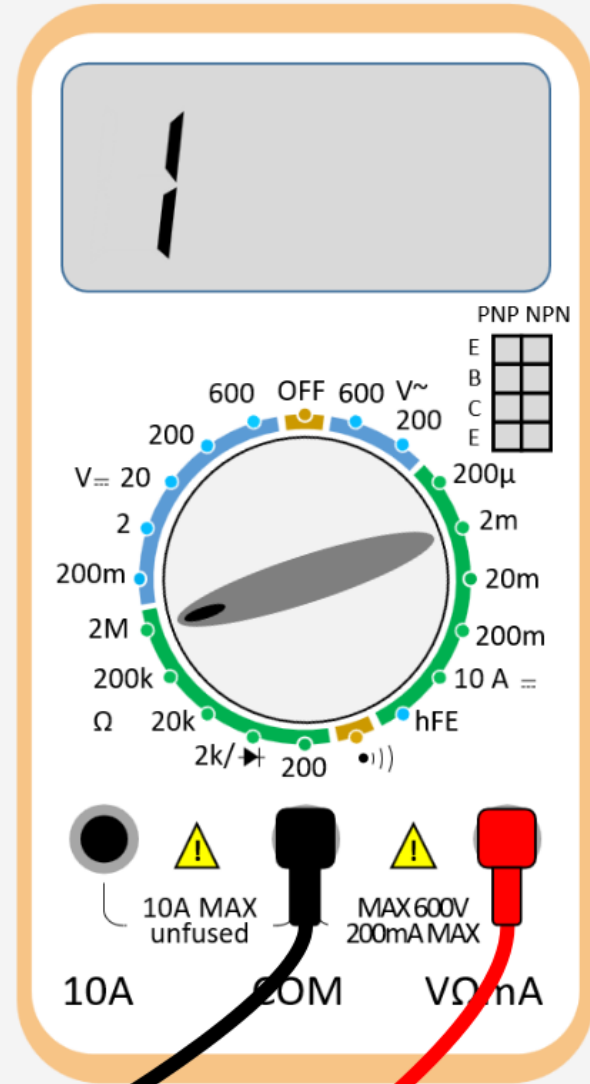 1
PNP NPN
E
B
C
E
600 OFF 600 V~
200 200
V⎓ 20 200µ
2 2m
200m 20m
2M 200m
200k 10 A ⎓
Ω 20k hFE
2k/ 200 •)))
! !
10A MAX MAX 600V
unfused 200mA MAX
10A COM VΩmA